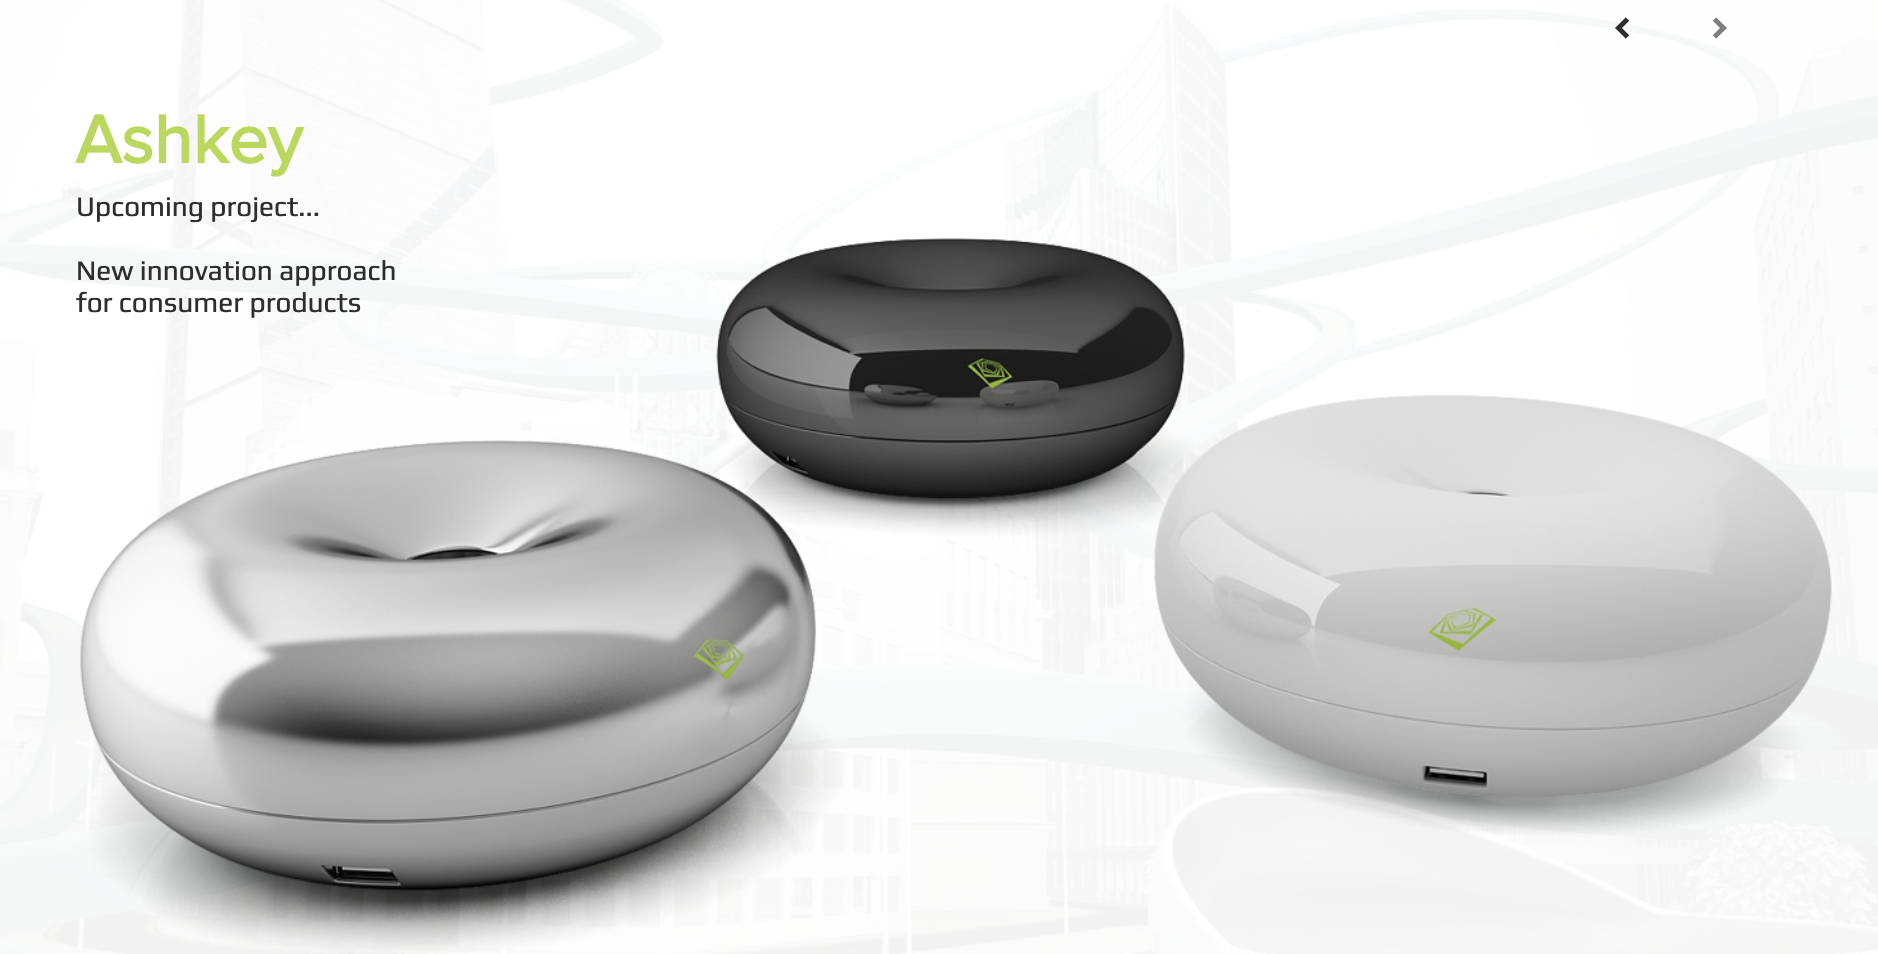 Ashkey
Upcoming project...
New innovation approach
for consumer products